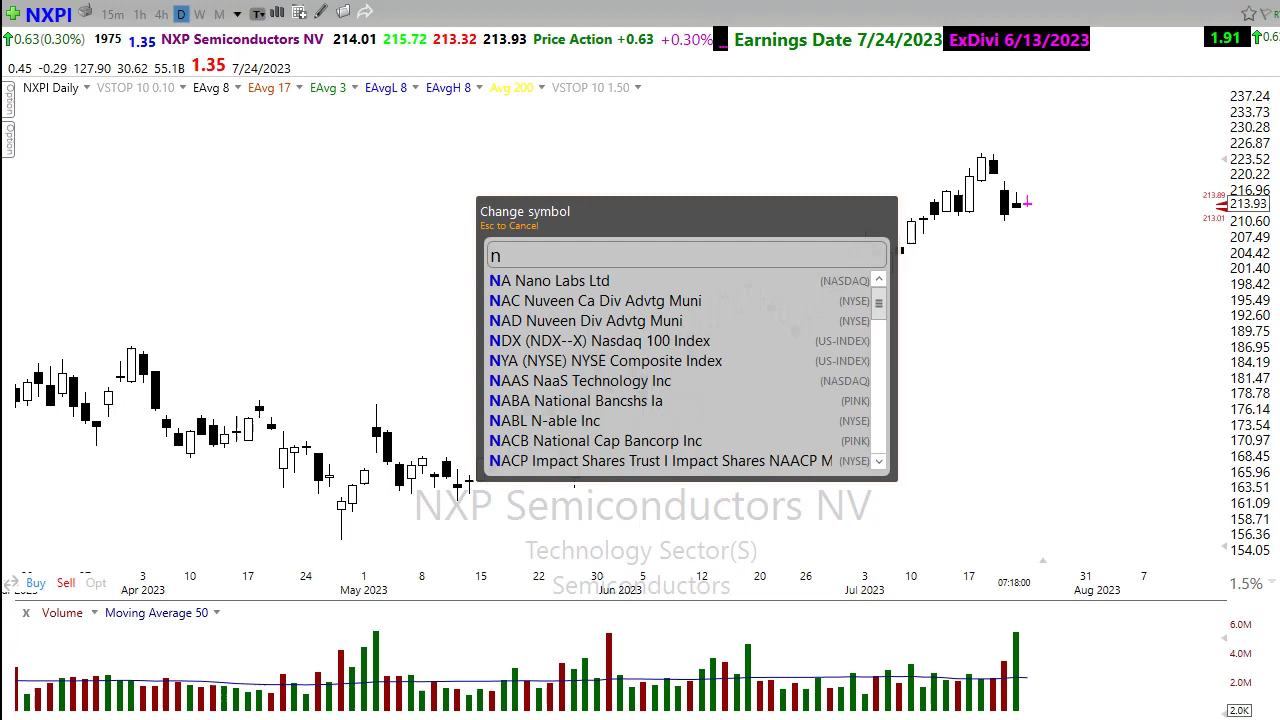 NXPI 15m 1h 4h D W M T
0.63(0.30%) 1975 1.35 NXP Semiconductors NV 214.01 215.72 213.32 213.93 Price Action +0.63 +0.30% Earnings Date 7/24/2023 ExDivi 6/13/2023 1.91
0.45 -0.29 127.90 30.62 55.1B 1.35 7/24/2023
NXPI Daily VSTOP 10 0.10 EAvg 8 EAvg 17 EAvg 3 EAvgL 8 EAvgH 8 Avg 200 VSTOP 10 1.50
Option
Option
237.24
233.73
230.28
226.87
223.52
220.22
216.96
213.89
213.93
213.01
210.60
207.49
204.42
201.40
198.42
195.49
192.60
189.75
186.95
184.19
181.47
178.78
176.14
173.54
170.97
168.45
165.96
163.51
161.09
158.71
156.36
154.05
Change symbol
Esc to Cancel
n
NA Nano Labs Ltd (NASDAQ)
NAC Nuveen Ca Div Advtg Muni (NYSE)
NAD Nuveen Div Advtg Muni (NYSE)
NDX (NDX--X) Nasdaq 100 Index (US-INDEX)
NYA (NYSE) NYSE Composite Index (US-INDEX)
NAAS NaaS Technology Inc (NASDAQ)
NABA National Bancshs Ia (PINK)
NABL N-able Inc (NYSE)
NACB National Cap Bancorp Inc (PINK)
NACP Impact Shares Trust I Impact Shares NAACP M (NYSE)
NXP Semiconductors NV
Technology Sector(S)
Semiconductors
3 10 17 24 1 8 15 22 30 5 12 20 26 3 10 17 07:18:00 31 7
Buy Sell Opt 1.5%
Apr 2023 May 2023 Jun 2023 Jul 2023 Aug 2023
x Volume Moving Average 50
6.0M
4.0M
2.0M
2.0K